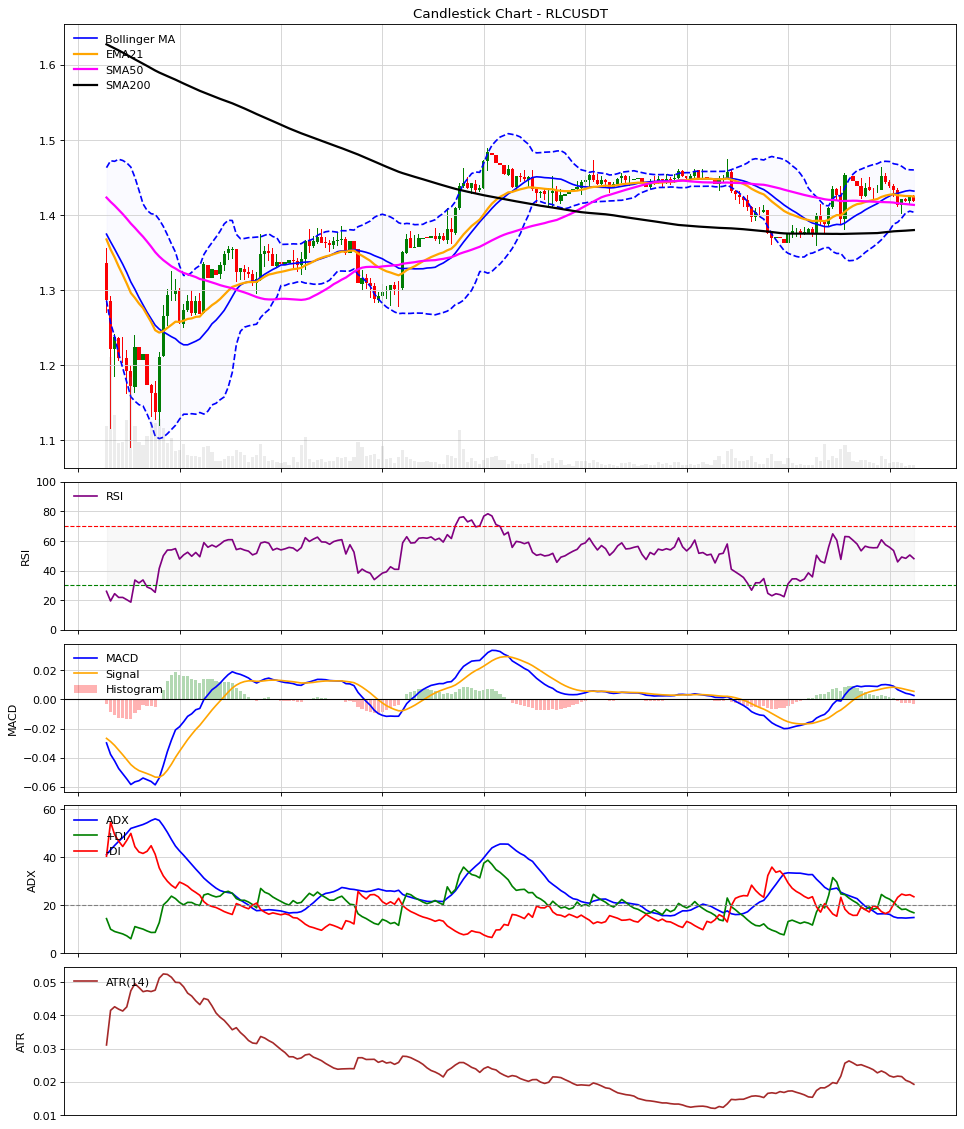 Candlestick Chart - RLCUSDT
Bollinger MA
EMA21
SMA50
SMA200
1.6
1.5
1.4
1.3
1.2
1.1
RSI
100
80
60
40
20
0
RSI
MACD
Signal
Histogram
0.02
0.00
−0.02
−0.04
−0.06
MACD
ADX
+DI
-DI
60
40
20
0
ADX
ATR(14)
0.05
0.04
0.03
0.02
0.01
ATR